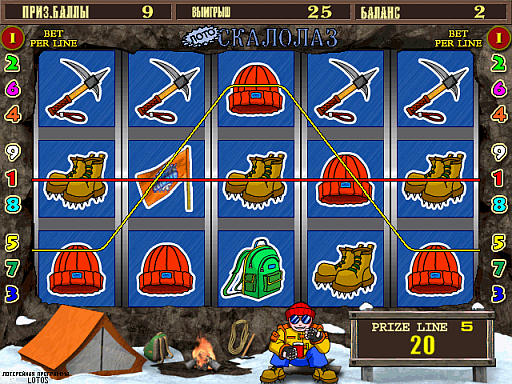 ПРИЗ.БАЛЛЫ 9 ВЫИГРЫШ 25 БАЛАНС 2
ЛОТО СКАЛОЛАЗ
1 BET PER LINE
BET PER LINE 1
2 2
6 6
4 4
9 9
1 1
8 8
5 5
7 7
3 3
PRIZE LINE 5
20
ЛОТЕРЕЙНАЯ ПРОГРАММА
LOTOS